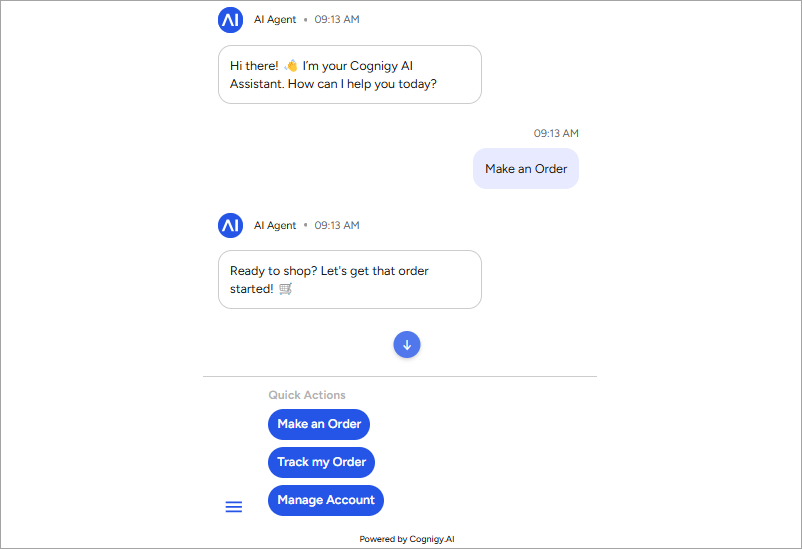 AI
AI Agent • 09:13 AM
Hi there! 👋 I'm your Cognigy AI
Assistant. How can I help you today?
09:13 AM
Make an Order
AI
AI Agent • 09:13 AM
Ready to shop? Let's get that order
started! 🛒
Quick Actions
Make an Order
Track my Order
Manage Account
Powered by Cognigy.AI